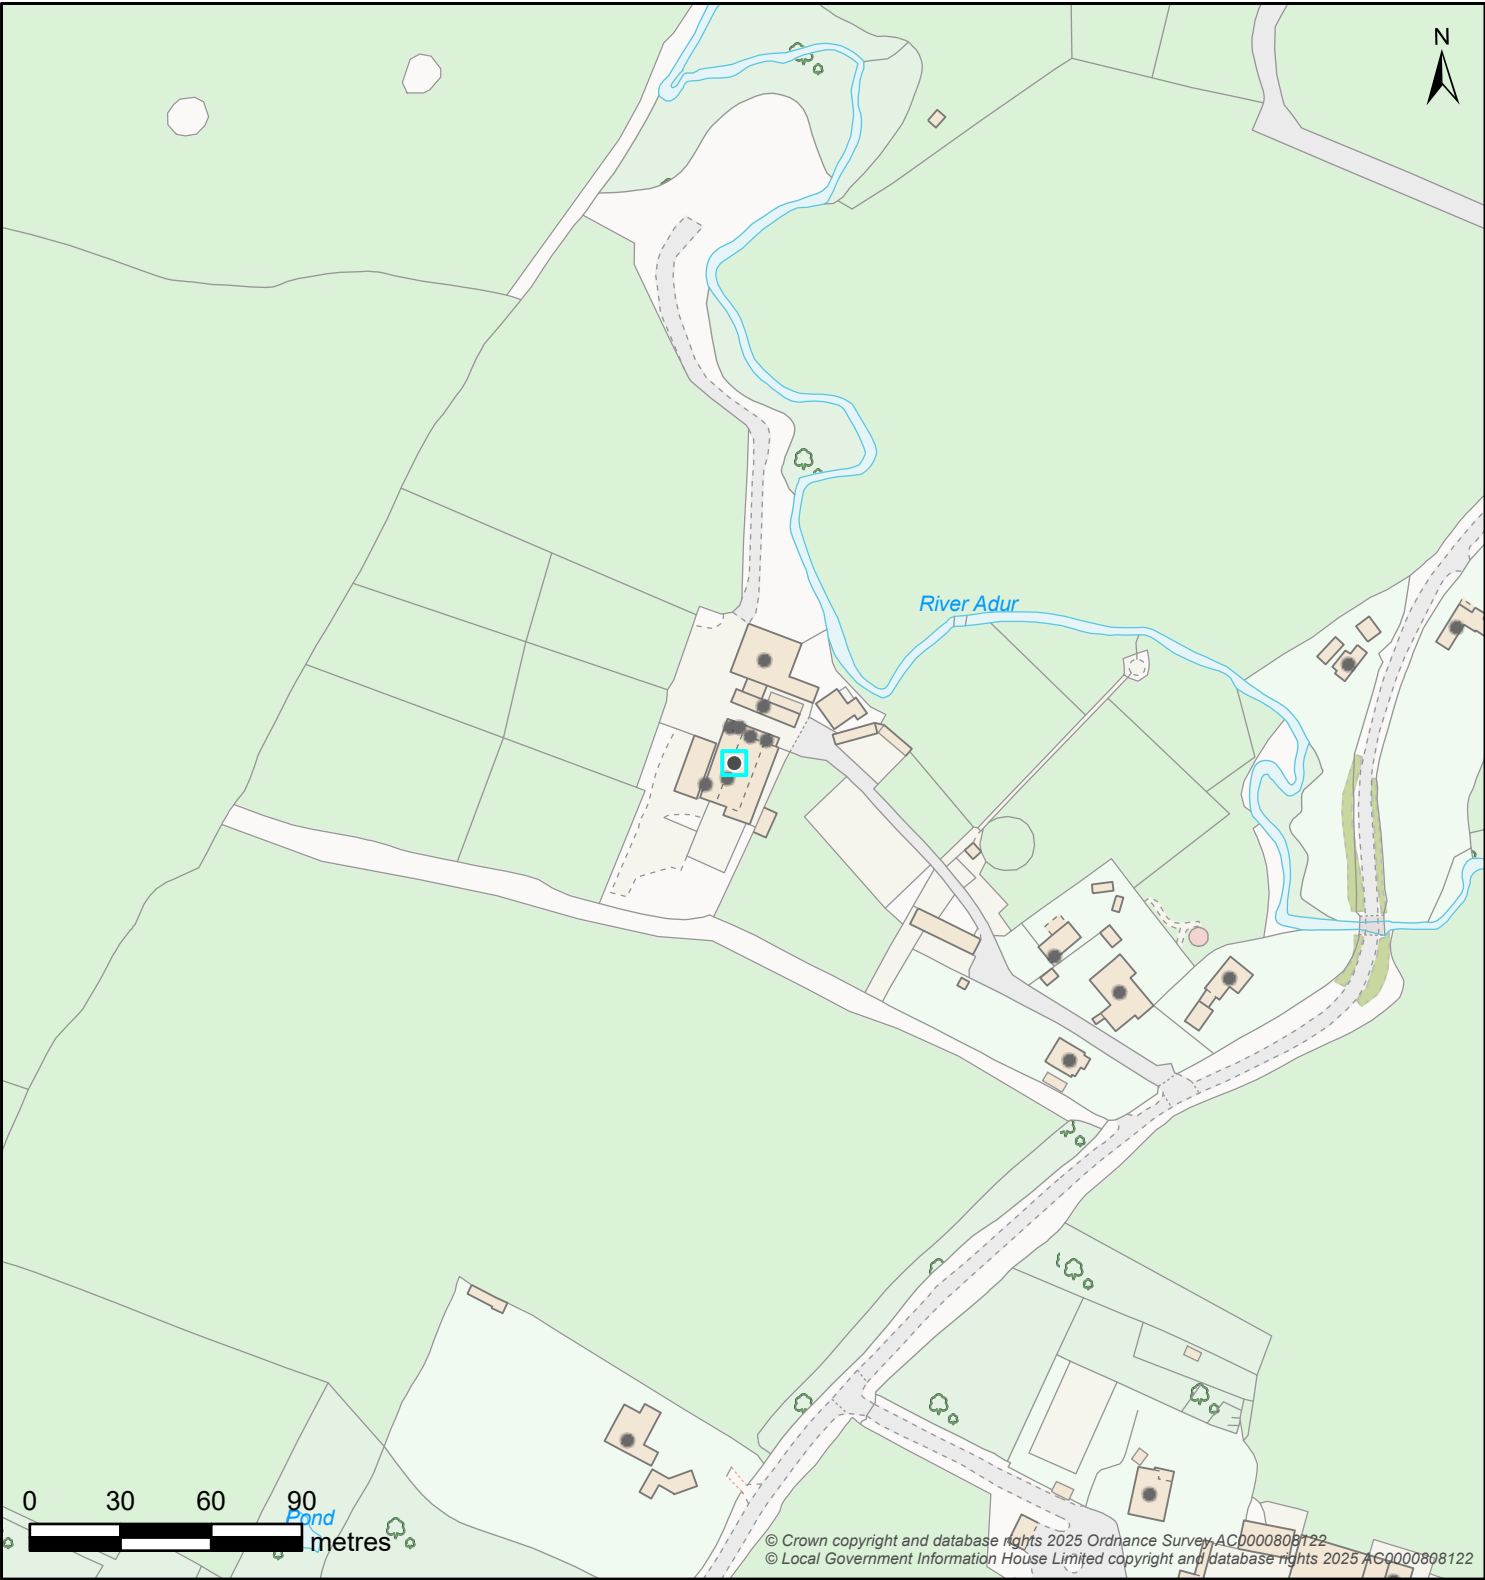 N
River Adur
0 30 60 90
Pond
metres
© Crown copyright and database rights 2025 Ordnance Survey AC0000808122
© Local Government Information House Limited copyright and database rights 2025 AC0000808122